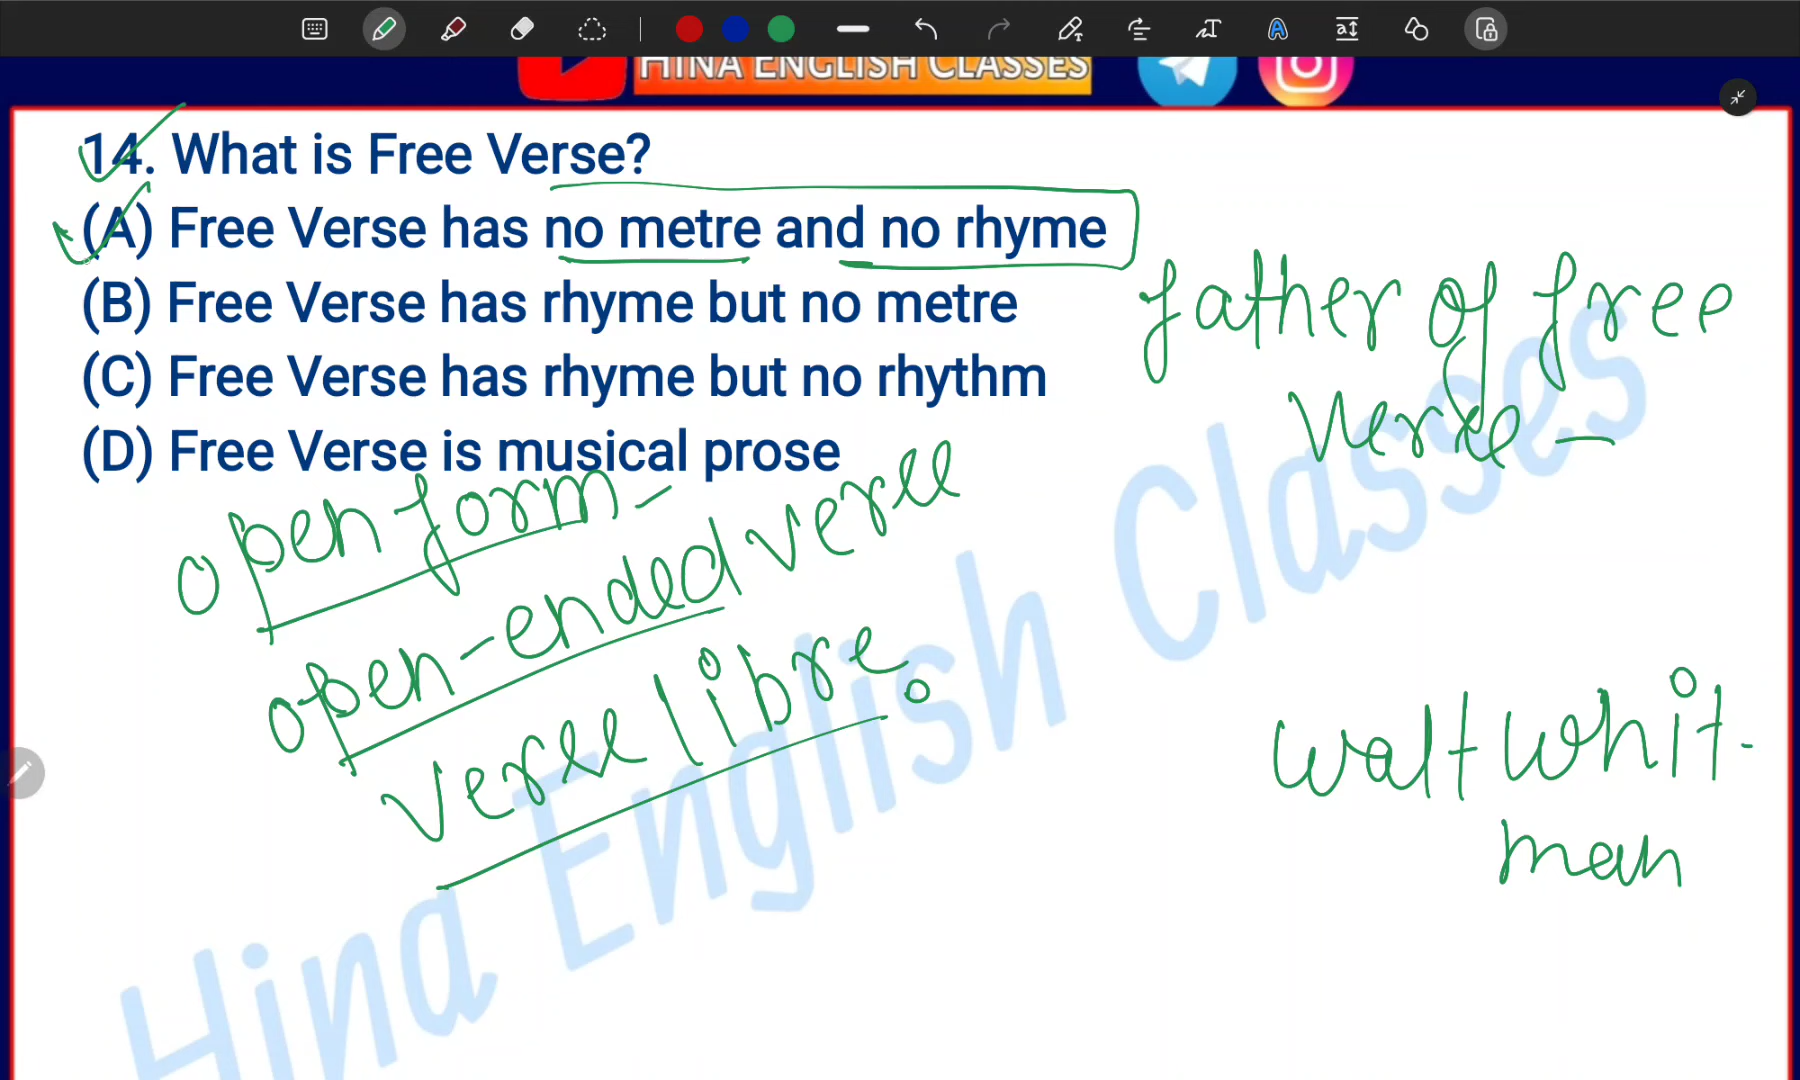 HINA ENGLISH CLASSES
14. What is Free Verse?
(A) Free Verse has no metre and no rhyme
(B) Free Verse has rhyme but no metre
(C) Free Verse has rhyme but no rhythm
(D) Free Verse is musical prose
father of free
verse –
open form –
open-ended verse
verse libre
walt whit-
man
Hina English Classes